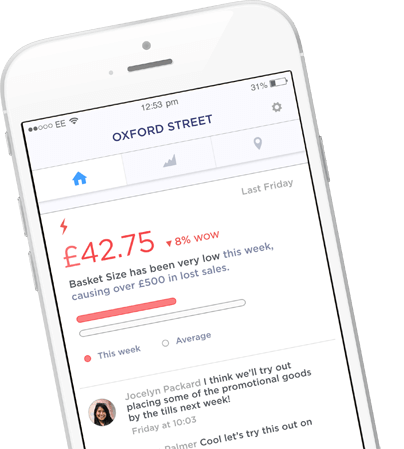 EE 12:53 pm 31%
OXFORD STREET
Last Friday
£42.75 ▼8% WOW
Basket Size has been very low this week,
causing over £500 in lost sales.
This week Average
Jocelyn Packard I think we'll try out
placing some of the promotional goods
by the tills next week!
Friday at 10:03
Palmer Cool let's try this out on